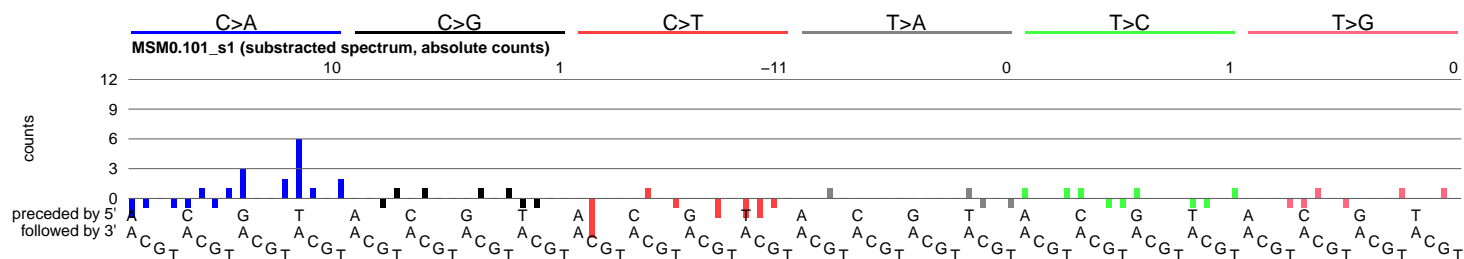 C>A C>G C>T T>A T>C T>G
MSM0.101_s1 (substracted spectrum, absolute counts)
10 1 −11 0 1 0
12
9
6
3
0
counts
preceded by 5' A C G T A C G T A C G T A C G T A C G T A C G T
followed by 3' A C G T A C G T A C G T A C G T A C G T A C G T A C G T A C G T A C G T A C G T A C G T A C G T A C G T A C G T A C G T A C G T A C G T A C G T A C G T A C G T A C G T A C G T A C G T A C G T